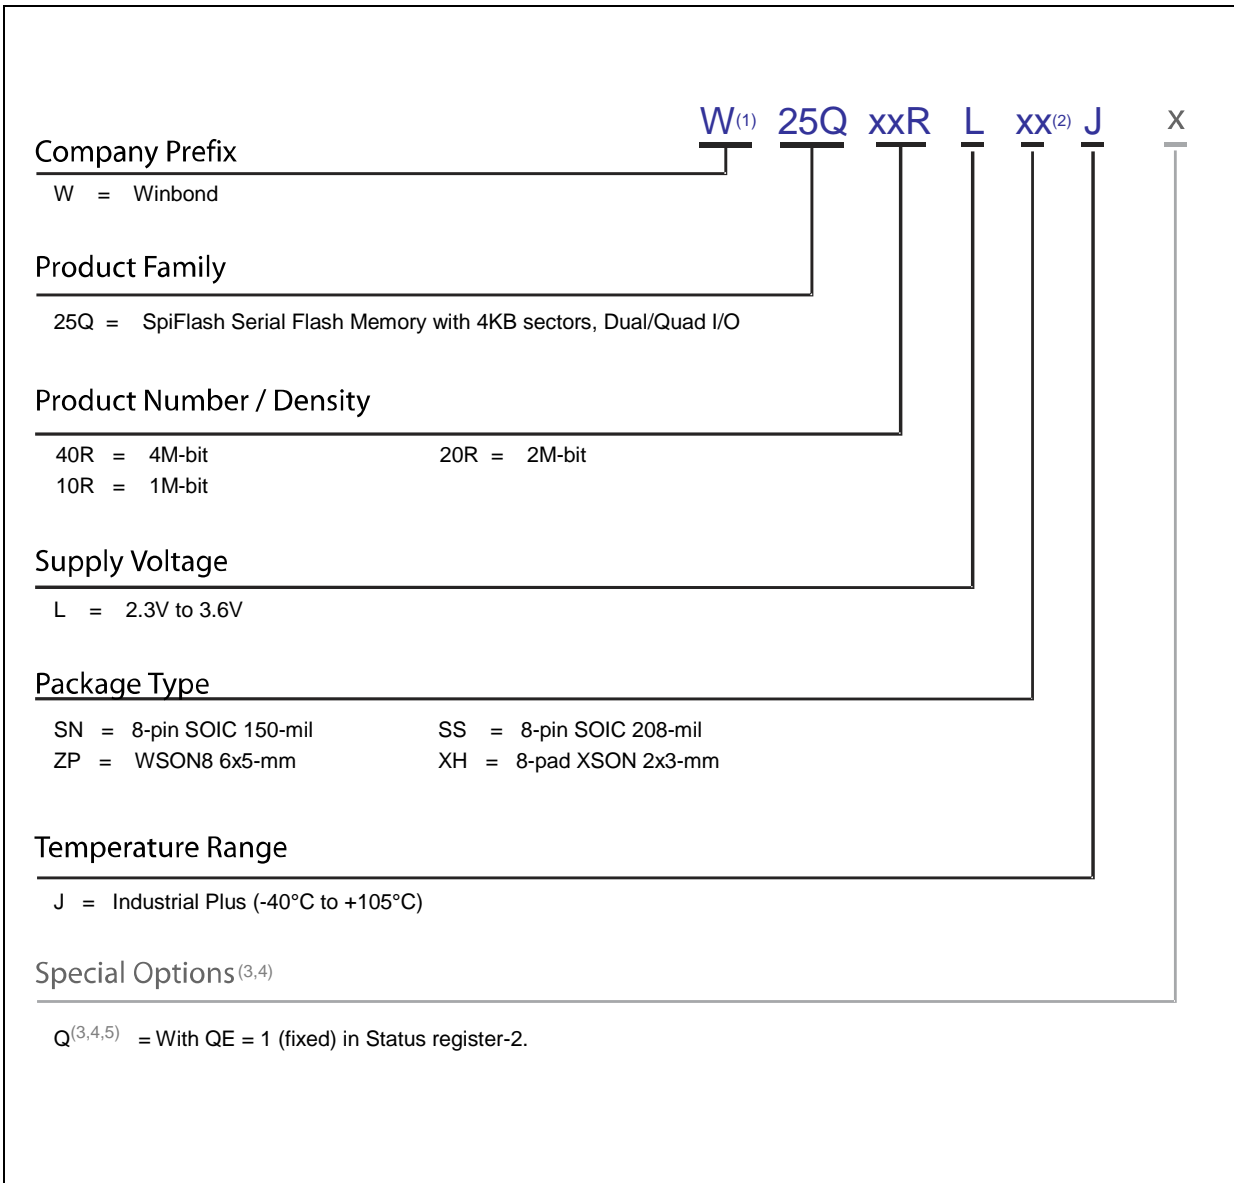 W(1) 25Q xxR L xx(2) J x
Company Prefix
W = Winbond
Product Family
25Q = SpiFlash Serial Flash Memory with 4KB sectors, Dual/Quad I/O
Product Number / Density
40R = 4M-bit 20R = 2M-bit
10R = 1M-bit
Supply Voltage
L = 2.3V to 3.6V
Package Type
SN = 8-pin SOIC 150-mil SS = 8-pin SOIC 208-mil
ZP = WSON8 6x5-mm XH = 8-pad XSON 2x3-mm
Temperature Range
J = Industrial Plus (-40°C to +105°C)
Special Options(3,4)
Q(3,4,5) = With QE = 1 (fixed) in Status register-2.